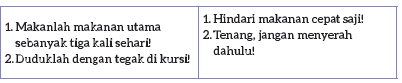 1. Makanlah makanan utama
sebanyak tiga kali sehari!
2. Duduklah dengan tegak di kursi!
1. Hindari makanan cepat saji!
2. Tenang, jangan menyerah
dahulu!